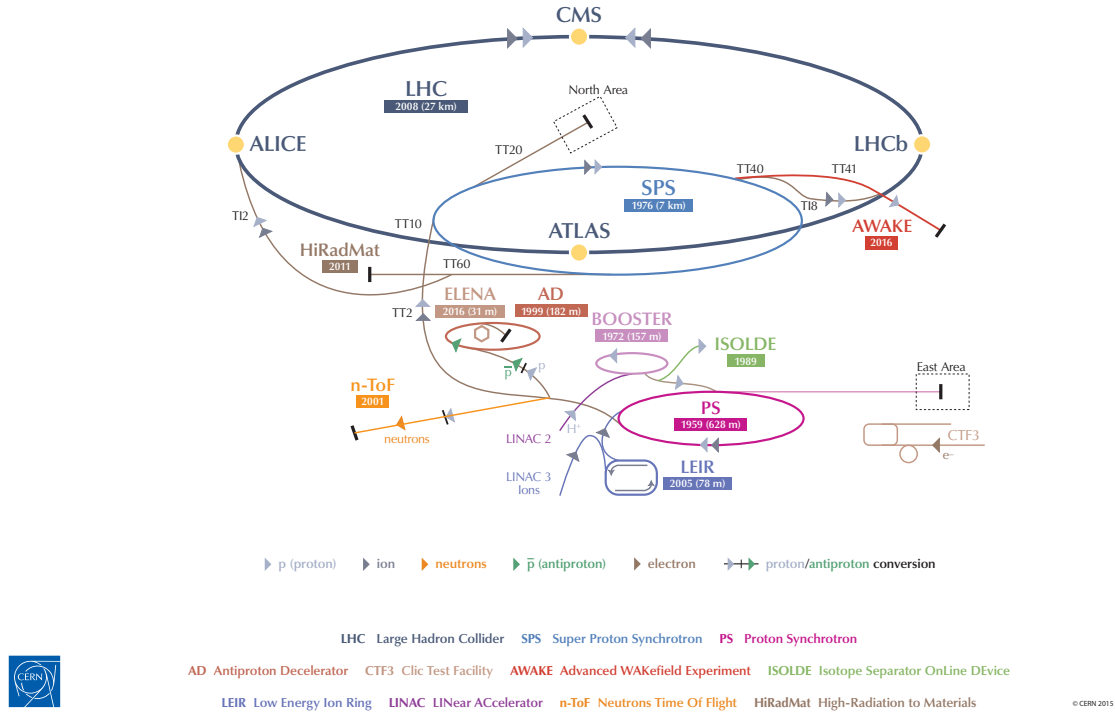 CMS
LHC
2008 (27 km)
North Area
ALICE
LHCb
TT20
TT40
TT41
SPS
1976 (7 km)
TI8
TI2
TT10
ATLAS
AWAKE
2016
HiRadMat
2011
TT60
ELENA
2016 (31 m)
AD
1999 (182 m)
TT2
BOOSTER
1972 (157 m)
ISOLDE
1989
p̅
p
East Area
n-ToF
2001
PS
1959 (628 m)
neutrons
LINAC 2
H⁺
CTF3
e⁻
LEIR
2005 (78 m)
LINAC 3
Ions
p (proton)
ion
neutrons
p̅ (antiproton)
electron
proton/antiproton conversion
LHC Large Hadron Collider SPS Super Proton Synchrotron PS Proton Synchrotron
AD Antiproton Decelerator CTF3 Clic Test Facility AWAKE Advanced WAKefield Experiment ISOLDE Isotope Separator OnLine DEvice
LEIR Low Energy Ion Ring LINAC LINear ACcelerator n-ToF Neutrons Time Of Flight HiRadMat High-Radiation to Materials
CERN
© CERN 2015